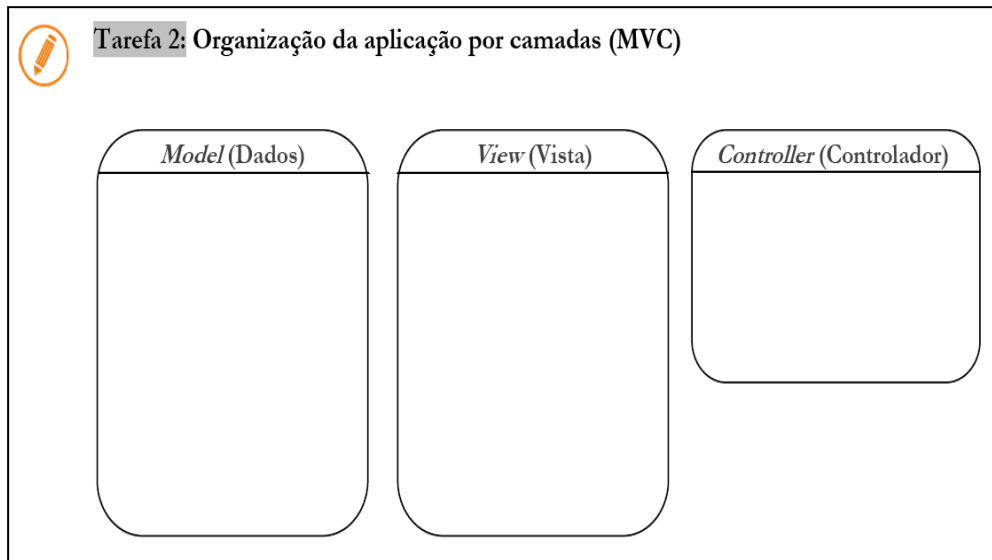 Tarefa 2: Organização da aplicação por camadas (MVC)
Model (Dados)
View (Vista)
Controller (Controlador)